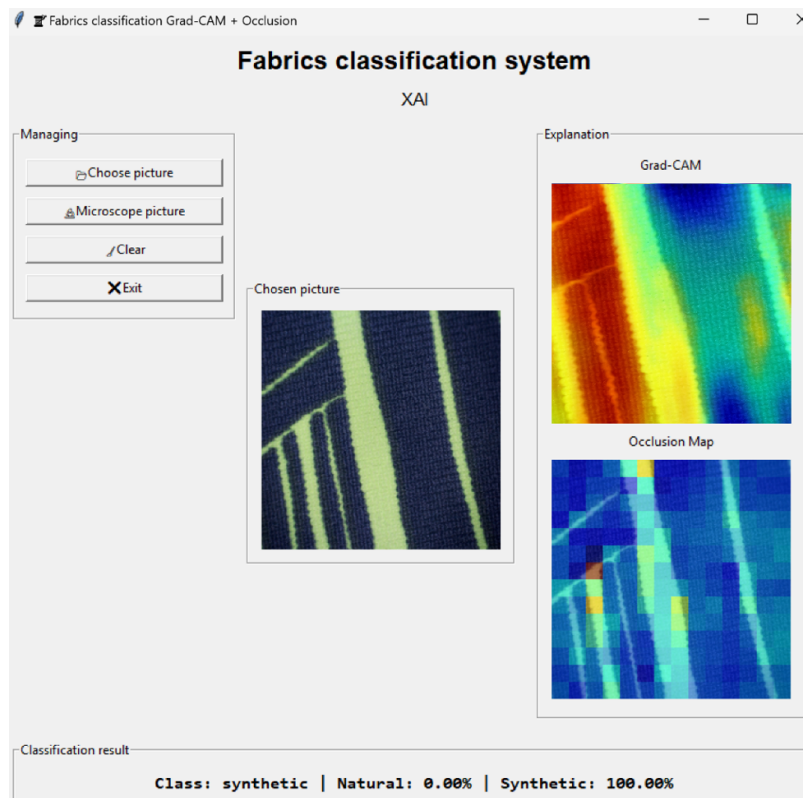 Fabrics classification Grad-CAM + Occlusion
Fabrics classification system
XAI
Managing
Choose picture
Microscope picture
Clear
Exit
Chosen picture
Explanation
Grad-CAM
Occlusion Map
Classification result
Class: synthetic | Natural: 0.00% | Synthetic: 100.00%